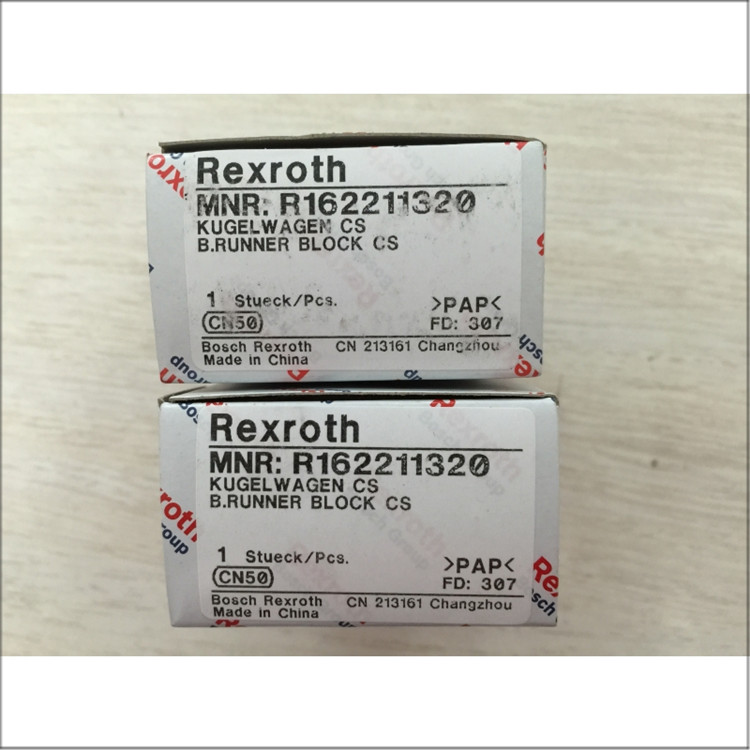 Rexroth
MNR: R162211320
KUGELWAGEN CS
B.RUNNER BLOCK CS
1 Stueck/Pcs.
>PAP<
CN50
FD: 307
Bosch Rexroth CN 213161 Changzhou
Made in China
Rexroth
MNR: R162211320
KUGELWAGEN CS
B.RUNNER BLOCK CS
1 Stueck/Pcs.
>PAP<
CN50
FD: 307
Bosch Rexroth CN 213161 Changzhou
Made in China